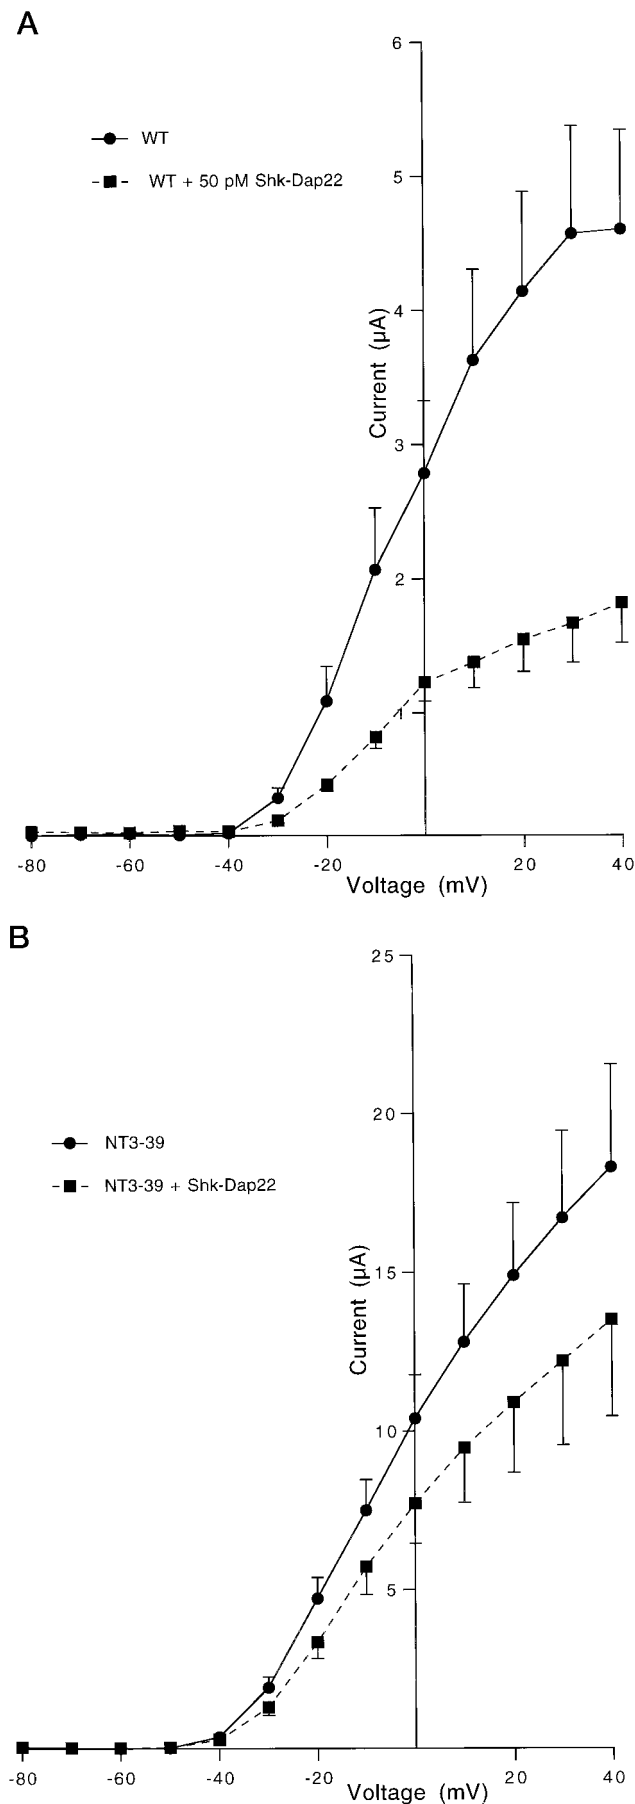 A
6
WT
WT + 50 pM Shk-Dap22
5
4
Current (µA)
3
2
1
-80 -60 -40 -20 20 40
Voltage (mV)
B
25
20
NT3-39
NT3-39 + Shk-Dap22
15
Current (µA)
10
5
-80 -60 -40 -20 20 40
Voltage (mV)